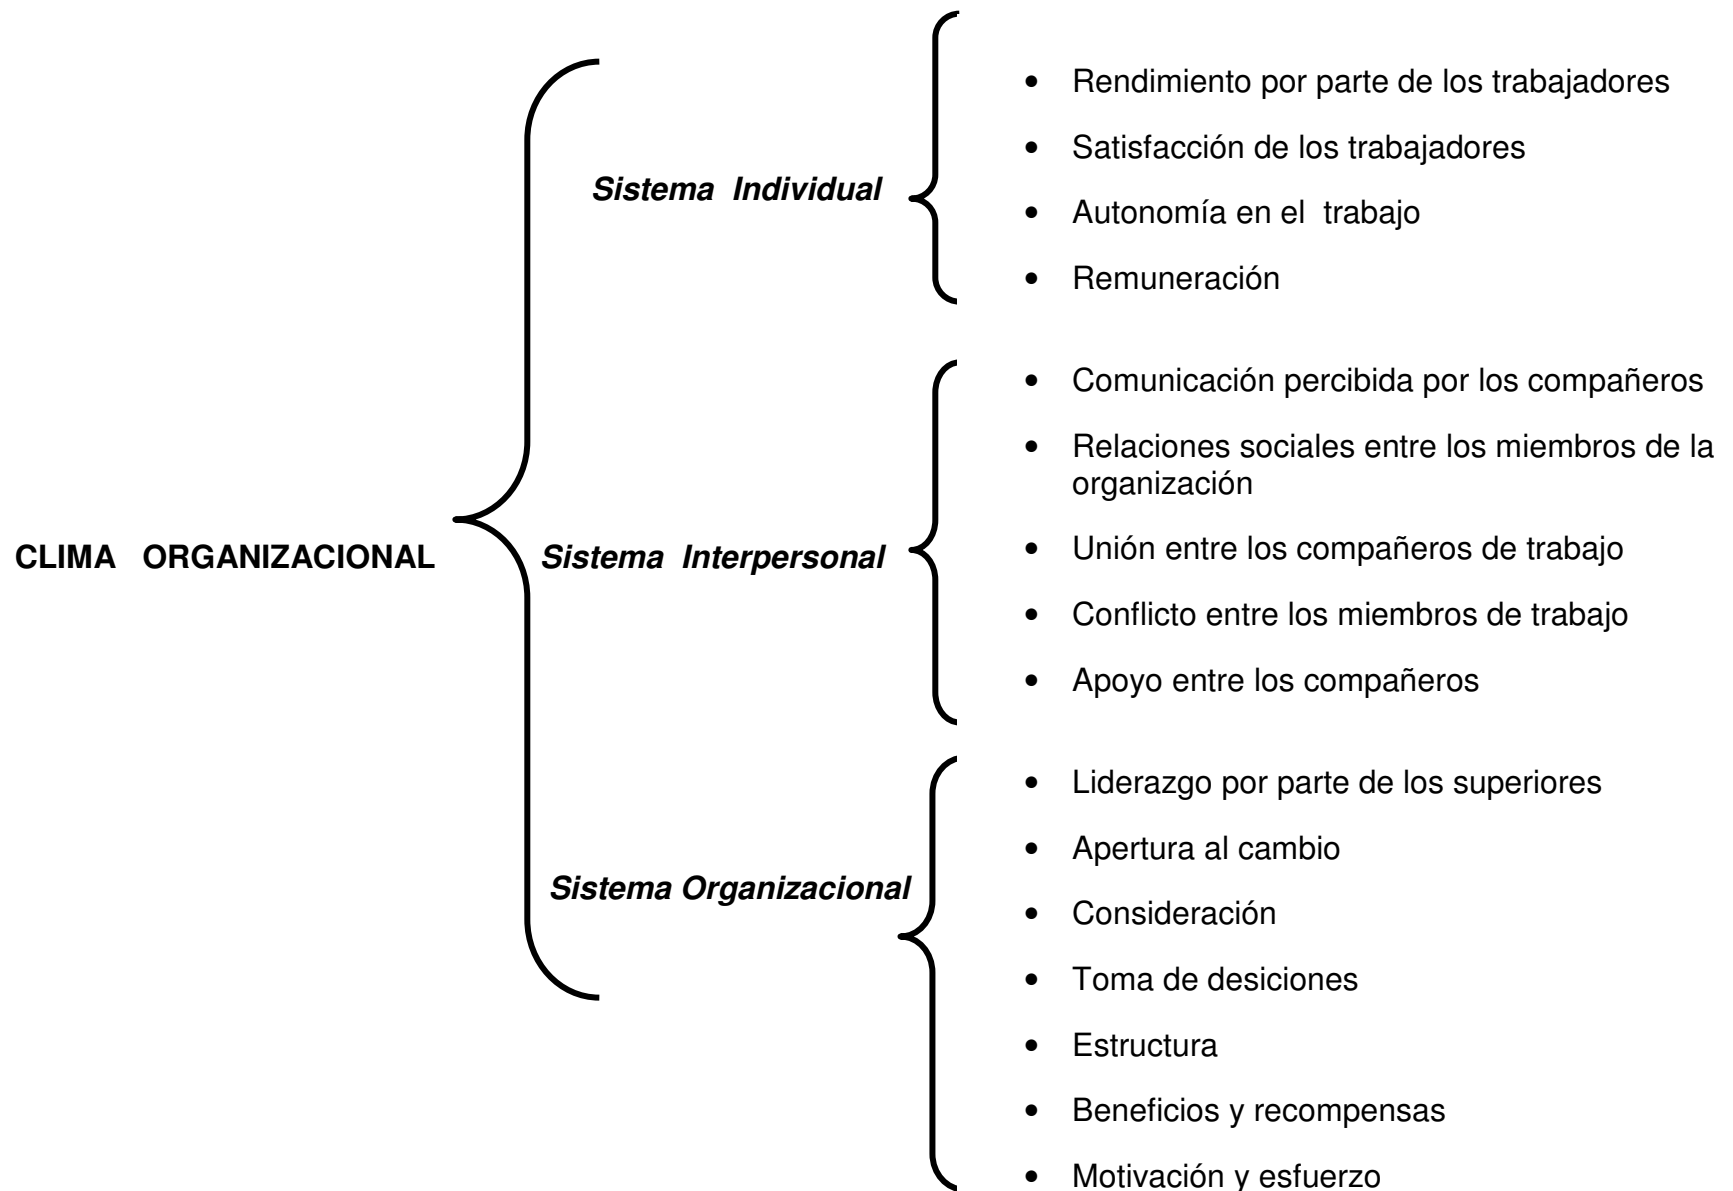 CLIMA ORGANIZACIONAL
Sistema Individual
• Rendimiento por parte de los trabajadores
• Satisfacción de los trabajadores
• Autonomía en el trabajo
• Remuneración
Sistema Interpersonal
• Comunicación percibida por los compañeros
• Relaciones sociales entre los miembros de la
organización
• Unión entre los compañeros de trabajo
• Conflicto entre los miembros de trabajo
• Apoyo entre los compañeros
Sistema Organizacional
• Liderazgo por parte de los superiores
• Apertura al cambio
• Consideración
• Toma de desiciones
• Estructura
• Beneficios y recompensas
• Motivación y esfuerzo